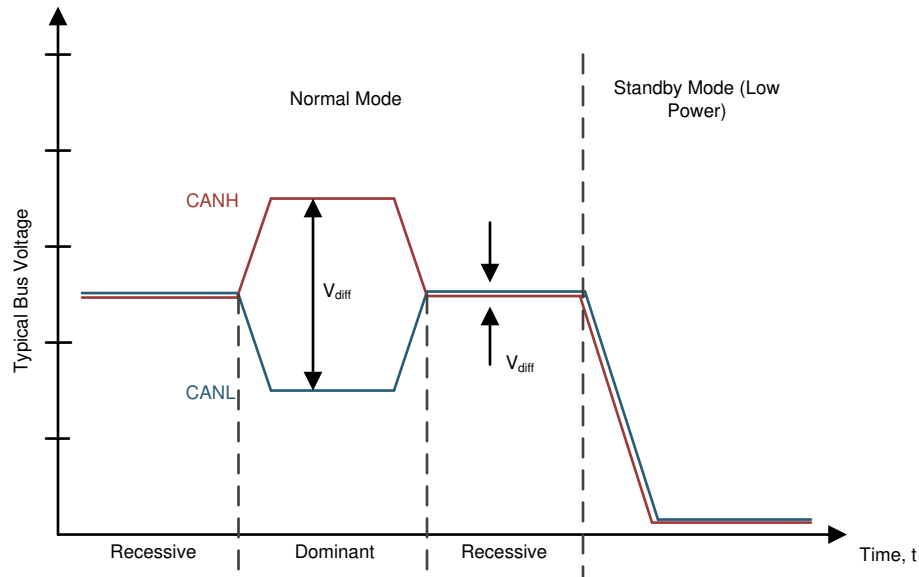 Normal Mode
Standby Mode (Low
Power)
CANH
Typical Bus Voltage
Vdiff
Vdiff
CANL
Recessive
Dominant
Recessive
Time, t